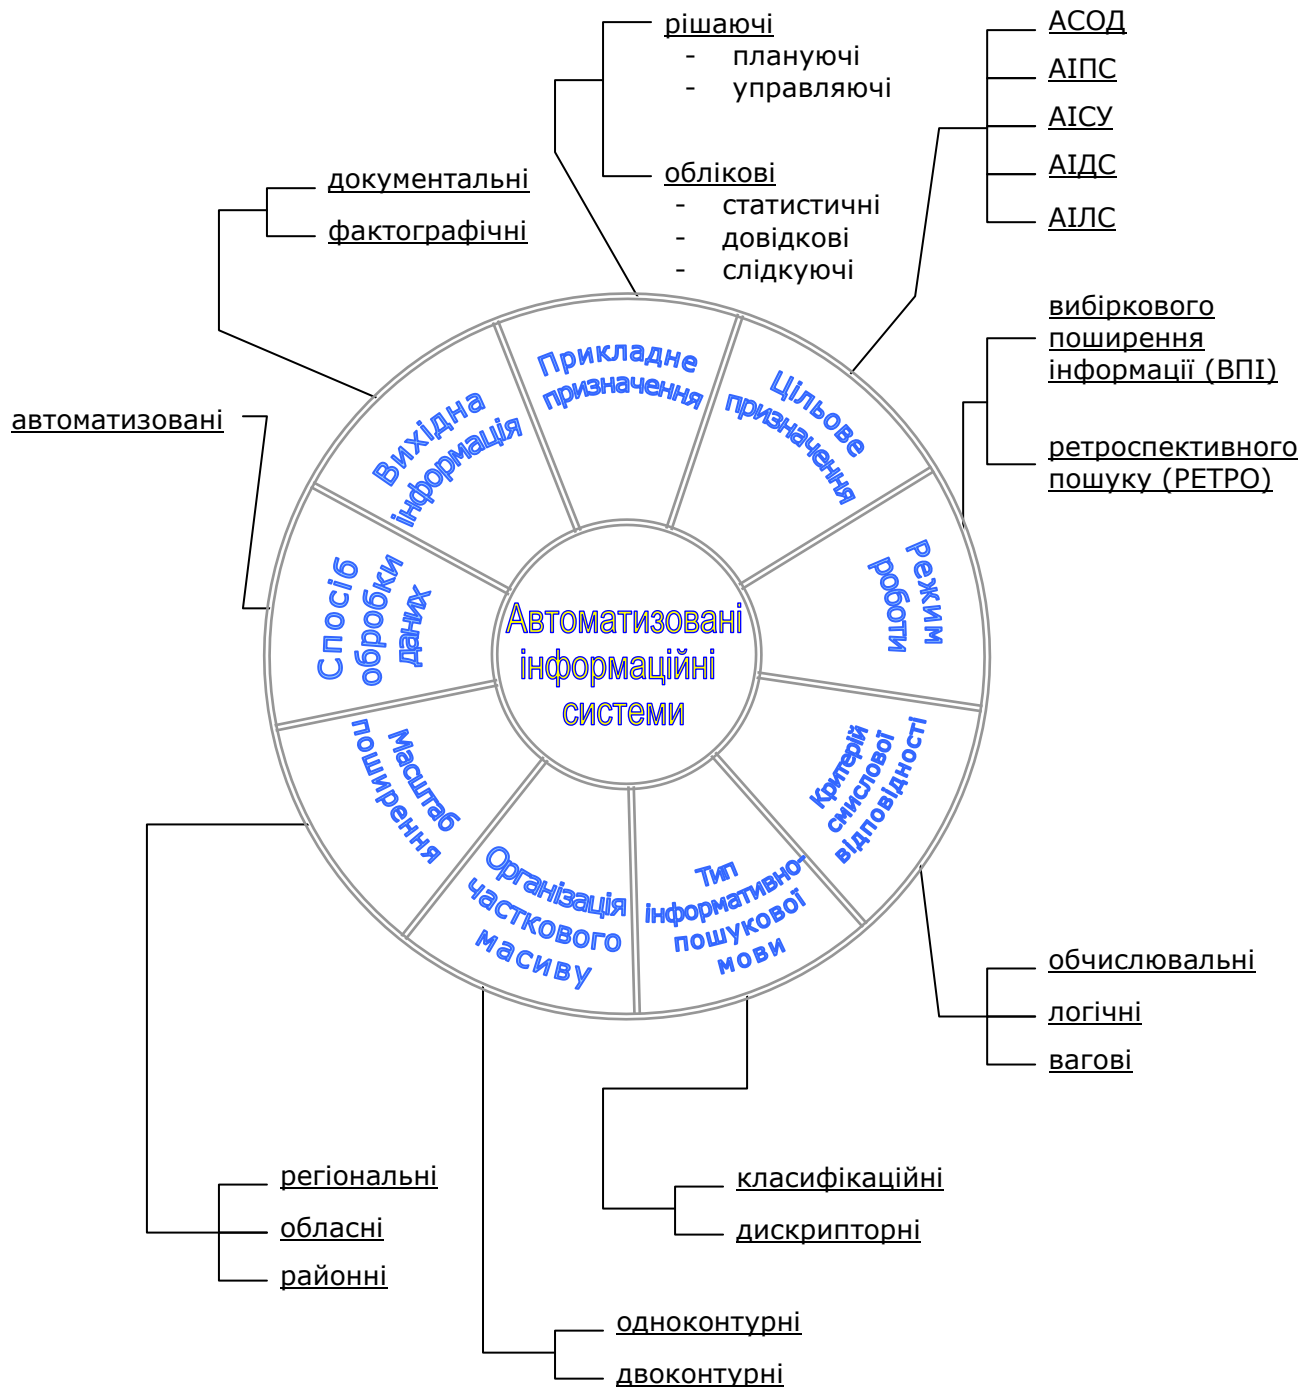 рішаючі
- плануючі
- управляючі
облікові
- статистичні
- довідкові
- слідкуючі
АСОД
АІПС
АІСУ
АІДС
АІЛС
документальні
фактографічні
вибіркового
поширення
інформації (ВПІ)
ретроспективного
пошуку (РЕТРО)
автоматизовані
Прикладне
призначення
Цільове
призначення
Вихідна
інформація
Режим
роботи
Спосіб
обробки
даних
Автоматизовані
інформаційні
системи
Критерій
смислової
відповідності
Масштаб
поширення
Організація
часткового
масиву
Тип
інформативно-
пошукової
мови
обчислювальні
логічні
вагові
регіональні
обласні
районні
класифікаційні
дискрипторні
одноконтурні
двоконтурні